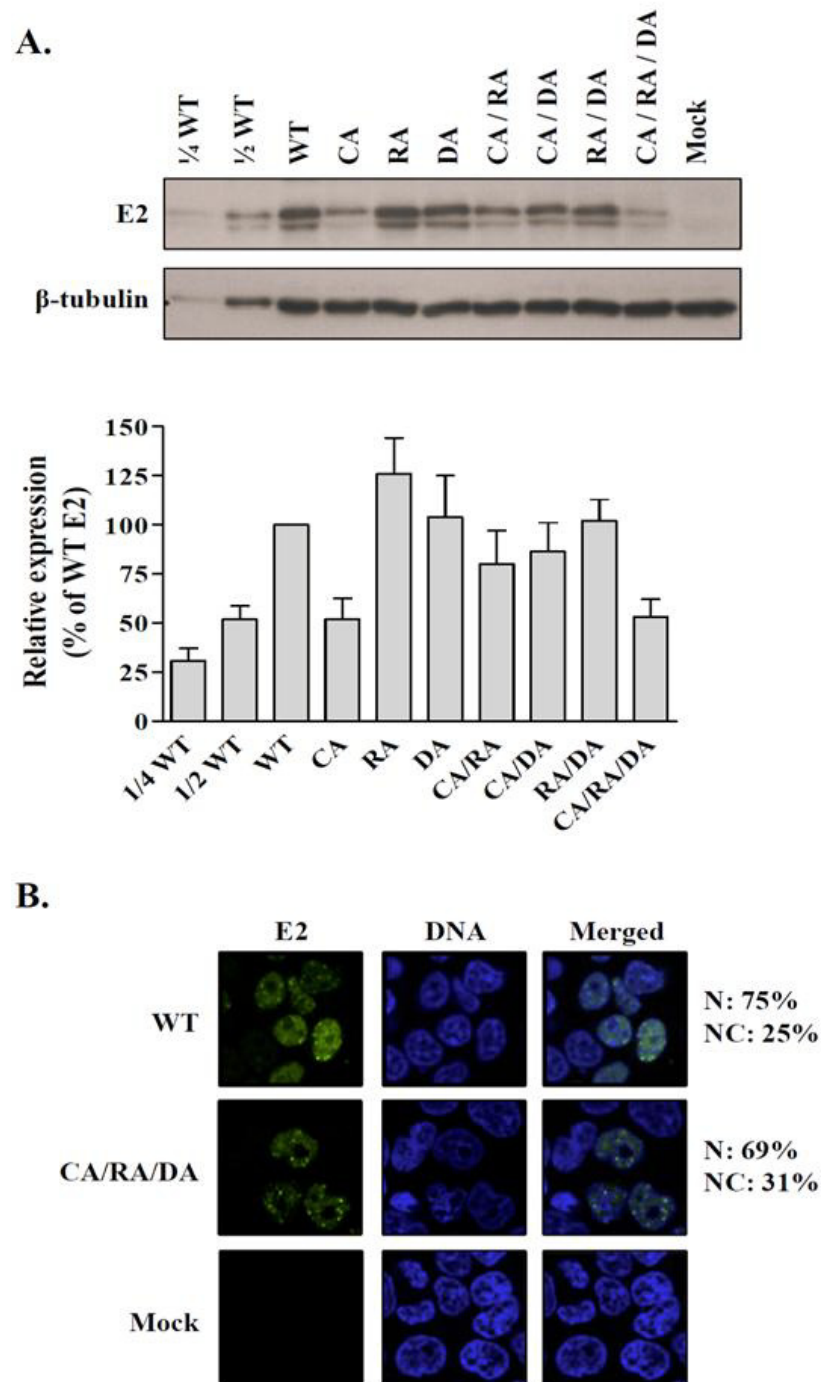 A.
¼ WT
½ WT
WT
CA
RA
DA
CA / RA
CA / DA
RA / DA
CA / RA / DA
Mock
E2
β-tubulin
Relative expression
(% of WT E2)
150
125
100
75
50
25
0
1/4 WT
1/2 WT
WT
CA
RA
DA
CA/RA
CA/DA
RA/DA
CA/RA/DA
B.
E2 DNA Merged
WT
N: 75%
NC: 25%
CA/RA/DA
N: 69%
NC: 31%
Mock